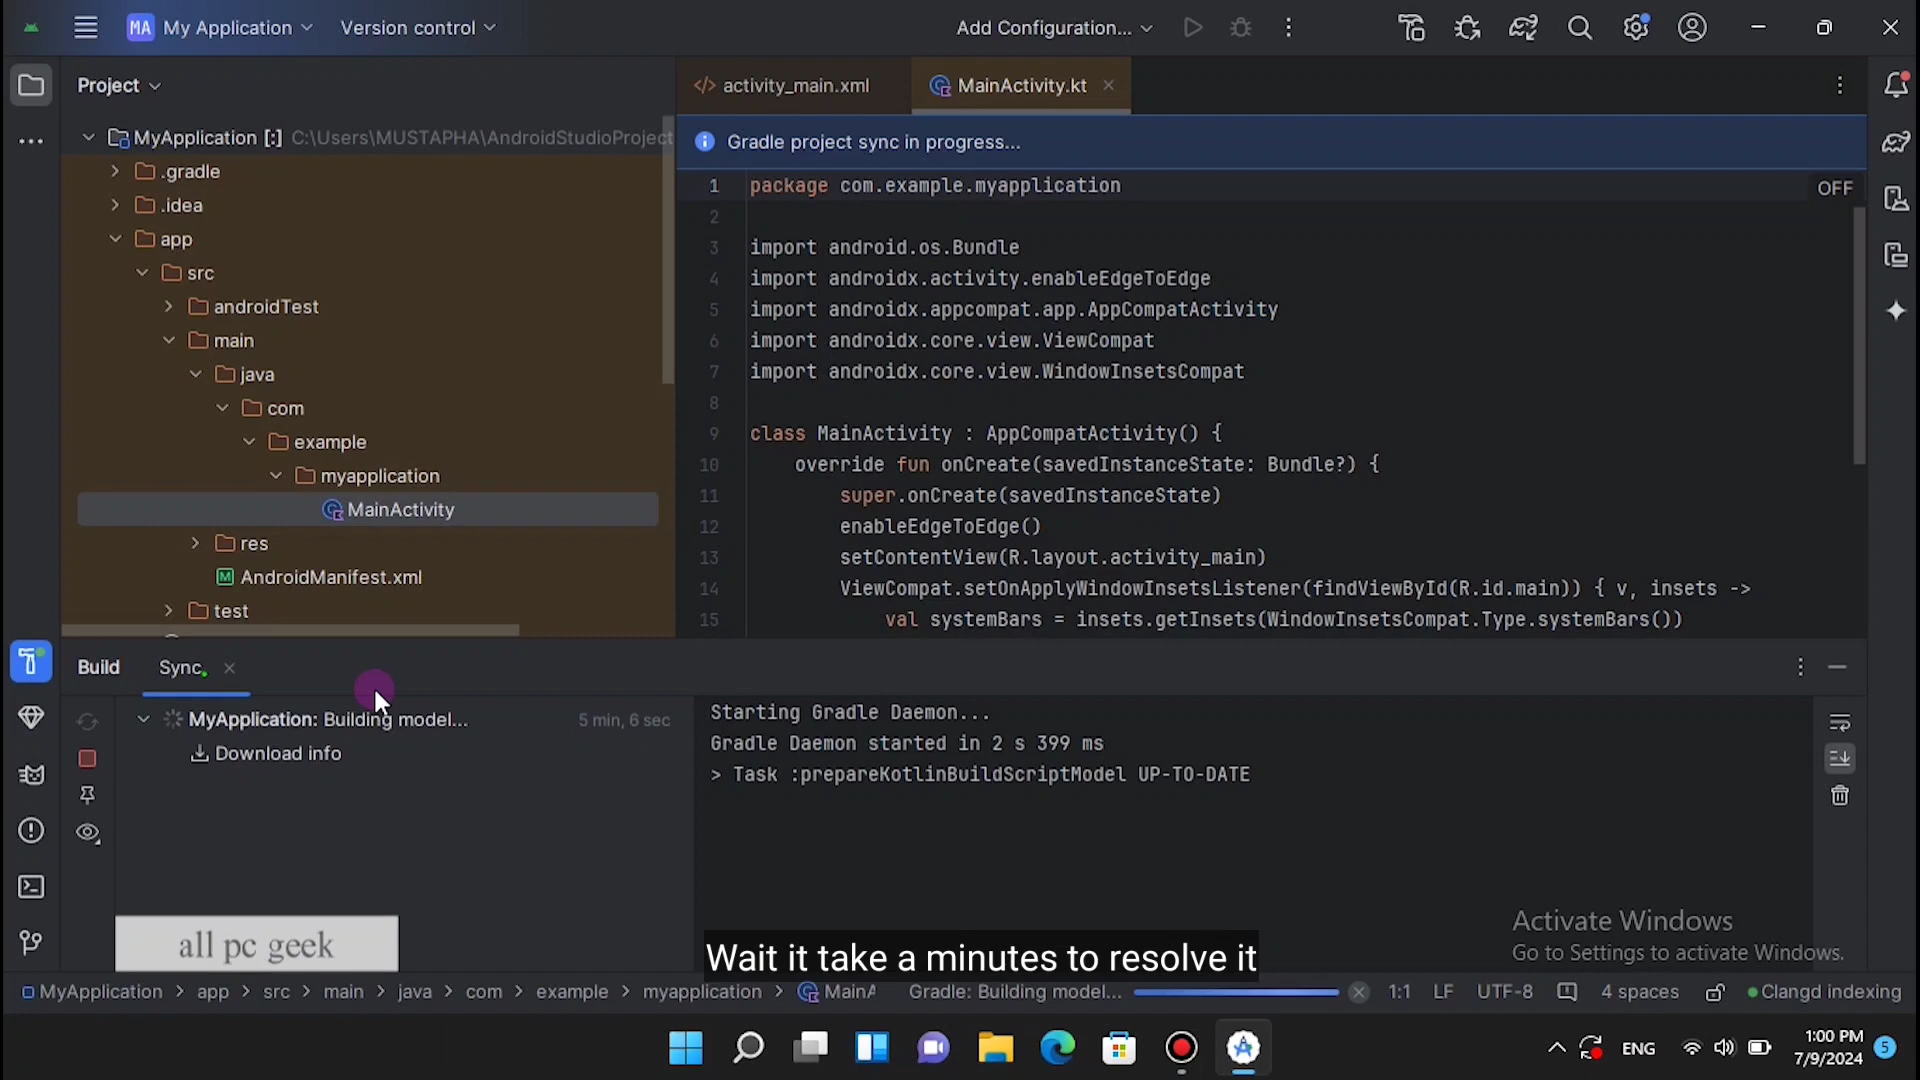 MA My Application
Version control
Add Configuration...
Project
activity_main.xml
MainActivity.kt
MyApplication [:] C:\Users\MUSTAPHA\AndroidStudioProject
.gradle
.idea
app
src
androidTest
main
java
com
example
myapplication
MainActivity
res
AndroidManifest.xml
test
Gradle project sync in progress...
OFF
1 package com.example.myapplication
2
3 import android.os.Bundle
4 import androidx.activity.enableEdgeToEdge
5 import androidx.appcompat.app.AppCompatActivity
6 import androidx.core.view.ViewCompat
7 import androidx.core.view.WindowInsetsCompat
8
9 class MainActivity : AppCompatActivity() {
10 override fun onCreate(savedInstanceState: Bundle?) {
11 super.onCreate(savedInstanceState)
12 enableEdgeToEdge()
13 setContentView(R.layout.activity_main)
14 ViewCompat.setOnApplyWindowInsetsListener(findViewById(R.id.main)) { v, insets ->
15 val systemBars = insets.getInsets(WindowInsetsCompat.Type.systemBars())
Build
Sync
MyApplication: Building model... 5 min, 6 sec
Download info
Starting Gradle Daemon...
Gradle Daemon started in 2 s 399 ms
> Task :prepareKotlinBuildScriptModel UP-TO-DATE
all pc geek
Wait it take a minutes to resolve it
Activate Windows
Go to Settings to activate Windows.
MyApplication > app > src > main > java > com > example > myapplication > MainA
Gradle: Building model...
1:1 LF UTF-8 4 spaces Clangd indexing
ENG
1:00 PM
7/9/2024
5